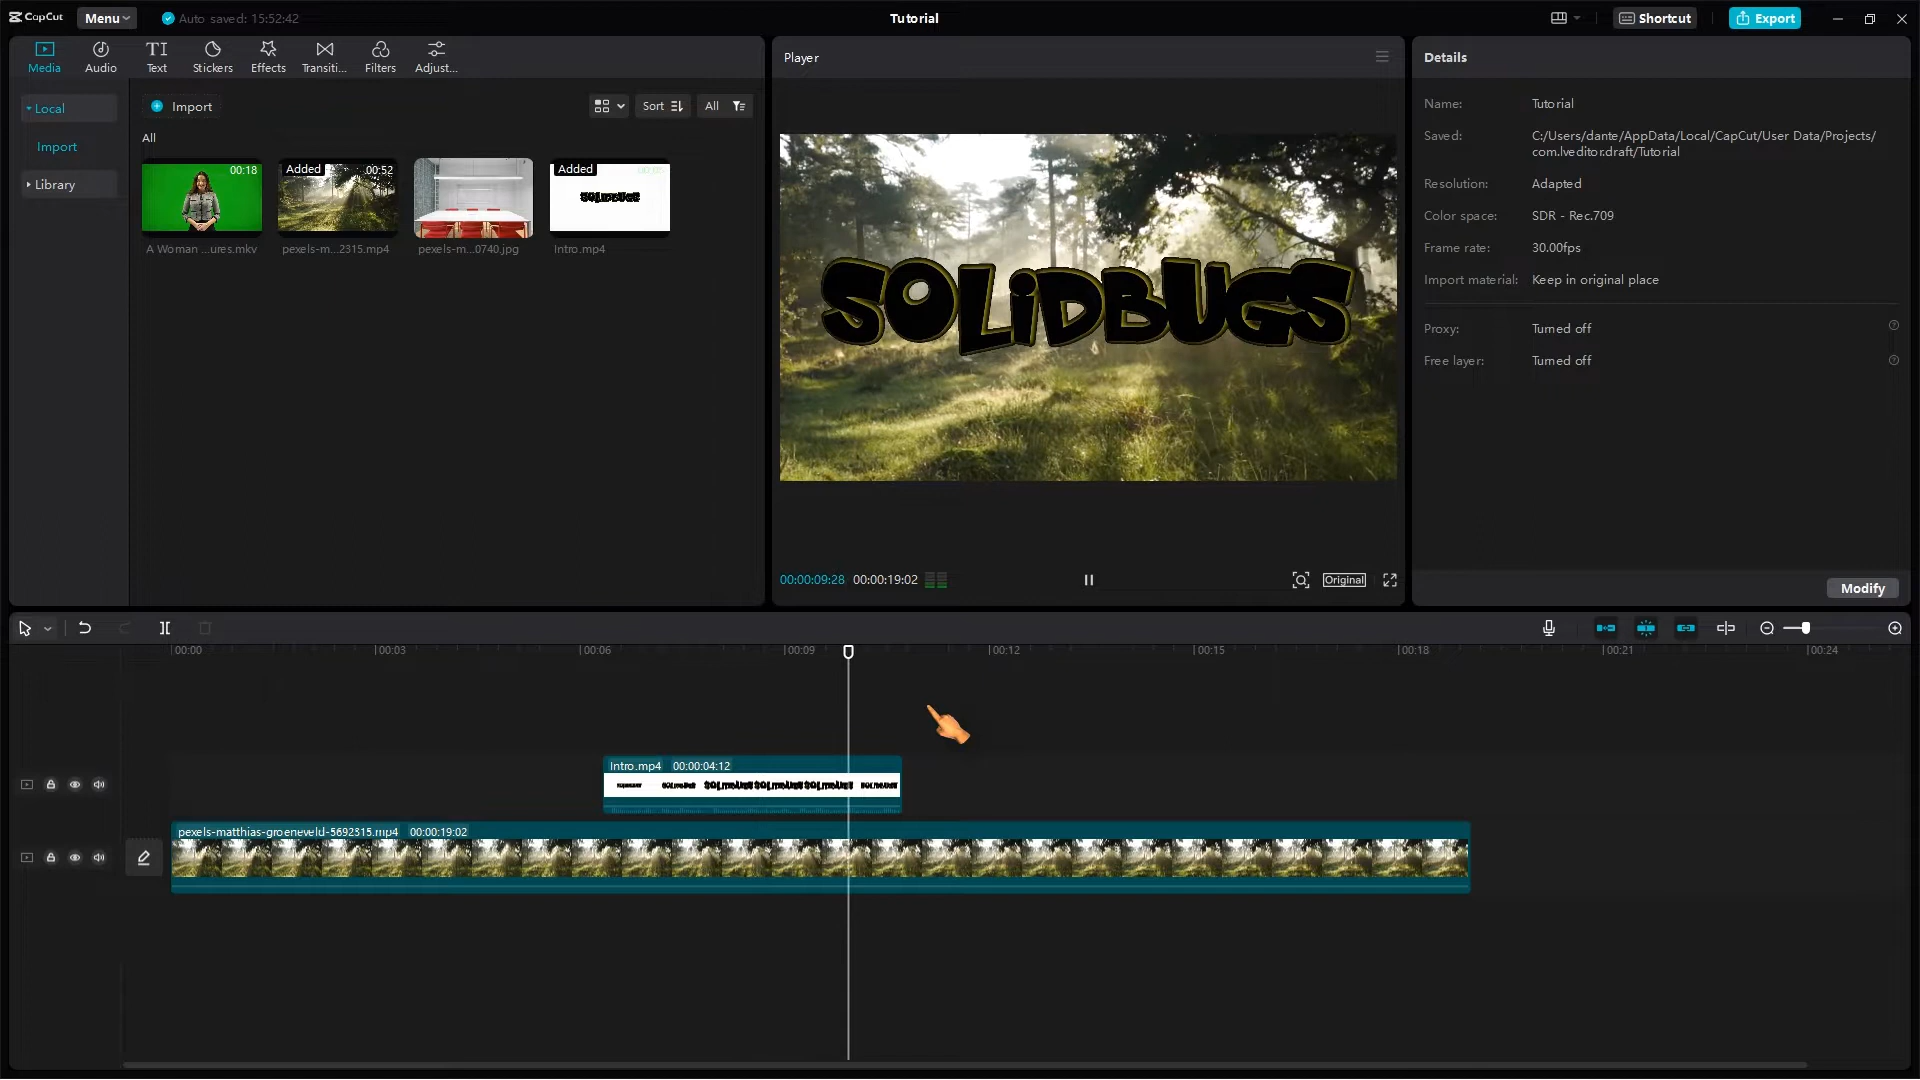 CapCut
Menu
Auto saved: 15:52:42
Tutorial
Shortcut
Export
Media
Audio
Text
Stickers
Effects
Transiti...
Filters
Adjust...
Local
Import
Library
Import
Sort
All
All
00:18
Added
00:52
Added
SOLIDBUGS
A Woman ...ures.mkv
pexels-m...2315.mp4
pexels-m...0740.jpg
Intro.mp4
Player
SOLiDBUGS
00:00:09:28
00:00:19:02
Original
Details
Name: Tutorial
Saved: C:/Users/dante/AppData/Local/CapCut/User Data/Projects/
com.lveditor.draft/Tutorial
Resolution: Adapted
Color space: SDR - Rec.709
Frame rate: 30.00fps
Import material: Keep in original place
Proxy: Turned off
Free layer: Turned off
Modify
00:00
00:03
00:06
00:09
00:12
00:15
00:18
00:21
00:24
Intro.mp4 00:00:04:12
pexels-matthias-groeneveld-5692315.mp4 00:00:19:02